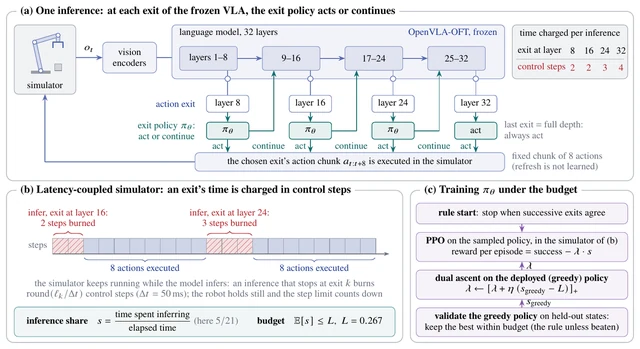 (a) One inference: at each exit of the frozen VLA, the exit policy acts or continues
simulator
o_t
vision
encoders
language model, 32 layers
OpenVLA-OFT, frozen
layers 1–8
9–16
17–24
25–32
time charged per inference
exit at layer 8 16 24 32
control steps 2 2 3 4
action exit
layer 8
layer 16
layer 24
layer 32
exit policy π_θ:
act or continue
π_θ
π_θ
π_θ
act
last exit = full depth:
always act
act
continue
act
continue
act
continue
act
the chosen exit's action chunk a_{t:t+8} is executed in the simulator
fixed chunk of 8 actions
(refresh is not learned)
(b) Latency-coupled simulator: an exit's time is charged in control steps
infer, exit at layer 16:
2 steps burned
infer, exit at layer 24:
3 steps burned
steps
8 actions executed
8 actions executed
the simulator keeps running while the model infers: an inference that stops at exit k burns
round(ℓ_k/Δt) control steps (Δt = 50 ms); the robot holds still and the step limit counts down
inference share s = time spent inferring / elapsed time (here 5/21) budget 𝔼[s] ≤ L, L = 0.267
(c) Training π_θ under the budget
rule start: stop when successive exits agree
PPO on the sampled policy, in the simulator of (b)
reward per episode = success − λ · s
λ
dual ascent on the deployed (greedy) policy
λ ← [λ + η (s_greedy − L)]_+
s_greedy
validate the greedy policy on held-out states:
keep the best within budget (the rule unless beaten)